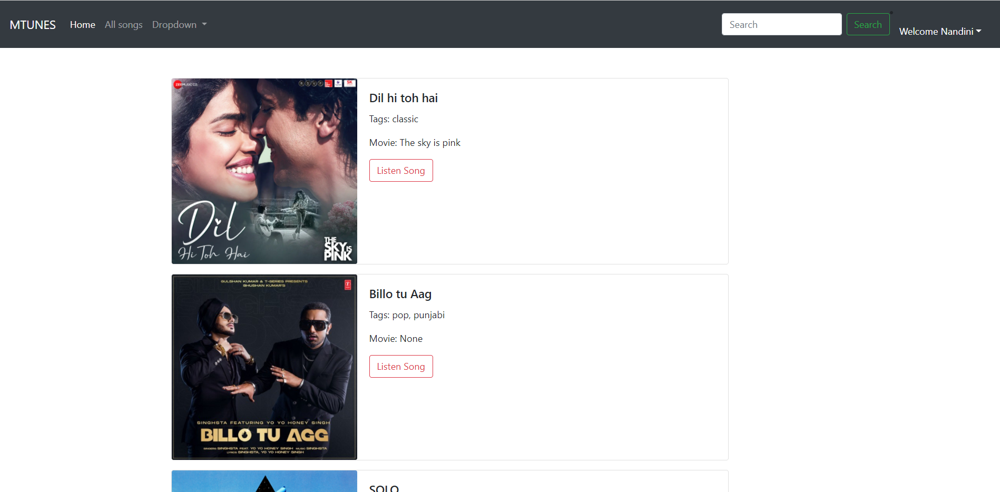 MTUNES Home All songs Dropdown Search Search Welcome Nandini
ZEE MUSIC CO. R S V P SK
Dil
Hi Toh Hai
THE
SKY IS
PINK
Dil hi toh hai
Tags: classic
Movie: The sky is pink
Listen Song
GULSHAN KUMAR & T-SERIES PRESENTS
BHUSHAN KUMAR'S
T
SINGHSTA FEATURING YO YO HONEY SINGH
BILLO TU AGG
SINGERS SINGHSTA FEAT. YO YO HONEY SINGH MUSIC SINGHSTA
LYRICS SINGHSTA, YO YO HONEY SINGH
Billo tu Aag
Tags: pop, punjabi
Movie: None
Listen Song
SOLO